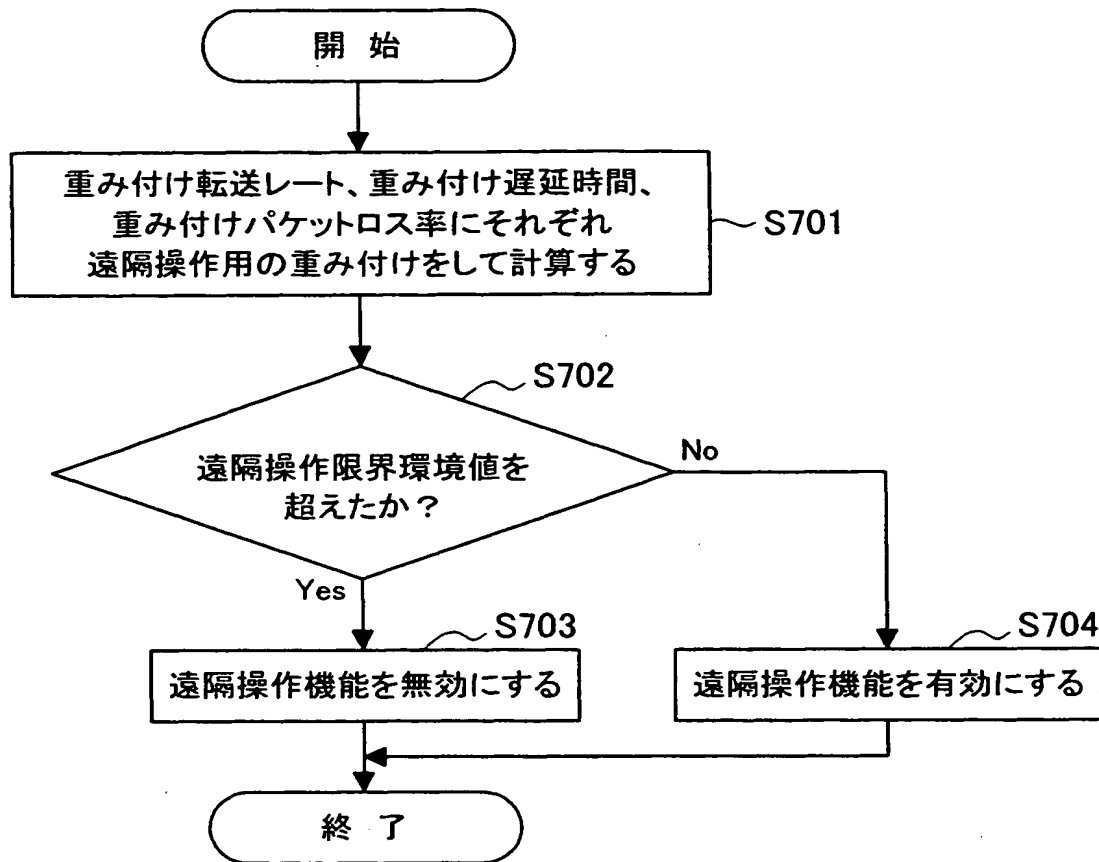 開 始
重み付け転送レート、重み付け遅延時間、
重み付けパケットロス率にそれぞれ
遠隔操作用の重み付けをして計算する
S701
S702
遠隔操作限界環境値を
超えたか？
No
Yes
S703
遠隔操作機能を無効にする
S704
遠隔操作機能を有効にする
終 了